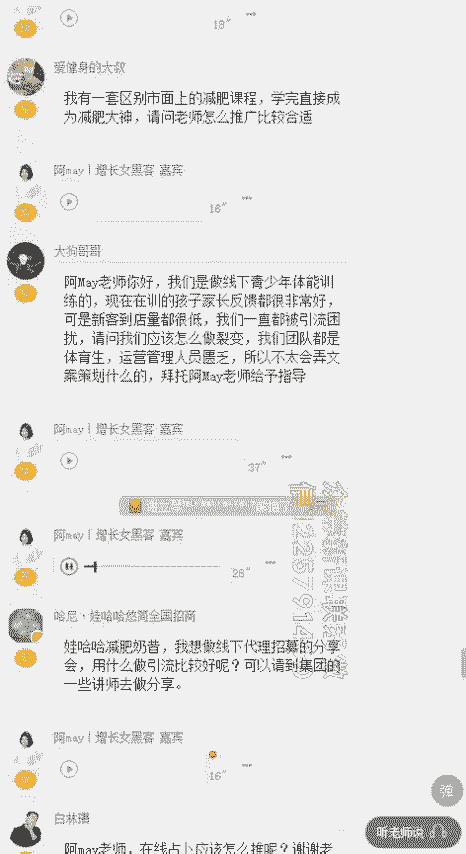 18"
爱健身的大叔
我有一套区别市面上的减肥课程，学完直接成
为减肥大神，请问老师怎么推广比较合适
阿may丨增长女黑客 嘉宾
16"
大狗哥哥
阿May老师你好，我们是做线下青少年体能训
练的，现在在训的孩子家长反馈都很非常好，
可是新客到店量都很低，我们一直都被引流困
扰，请问我们应该怎么做裂变，我们团队都是
体育生，运营管理人员匮乏，所以不太会弄文
案策划什么的，拜托阿May老师给予指导
阿may丨增长女黑客 嘉宾
37"
阿may丨增长女黑客 嘉宾
28"
哈尼·娃哈哈悠简全国招商
娃哈哈减肥奶昔，我想做线下代理招募的分享
会，用什么做引流比较好呢？可以请到集团的
一些讲师去做分享。
阿may丨增长女黑客 嘉宾
16"
弹
白林璟
听老师说
阿may老师，在线占卜应该怎么推呢？谢谢老